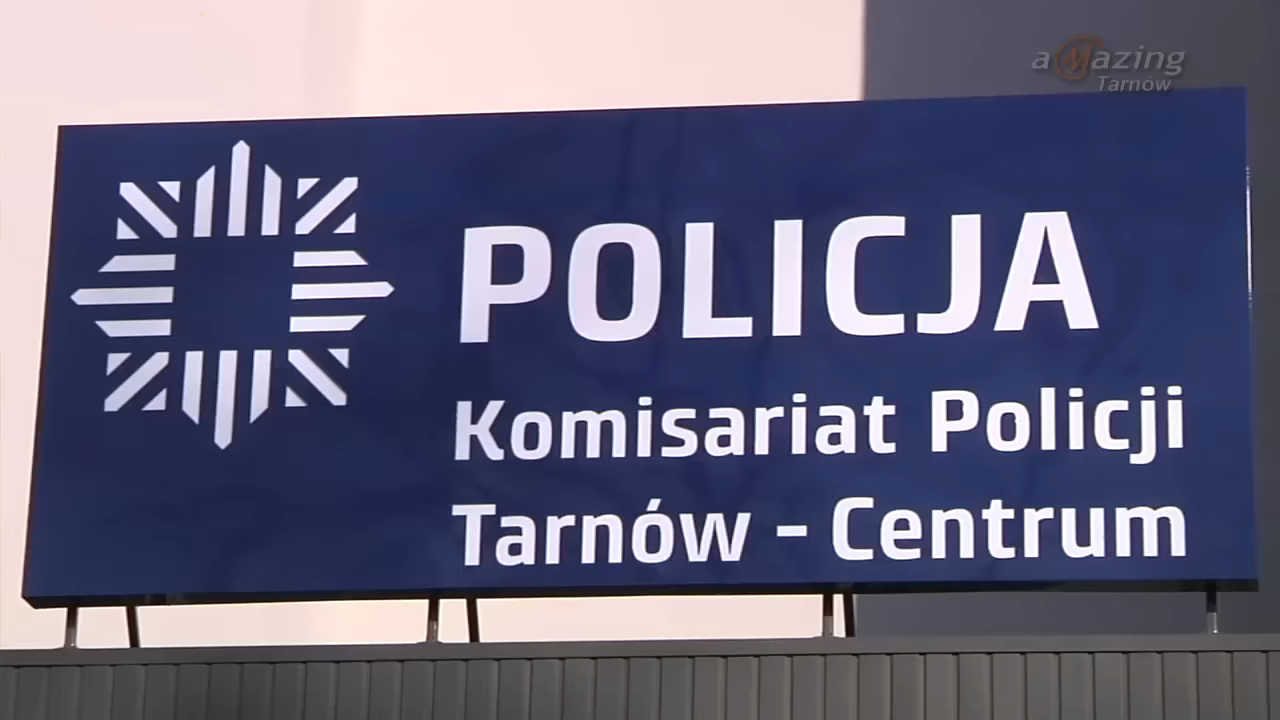 aMazing
Tarnów
POLICJA
Komisariat Policji
Tarnów - Centrum